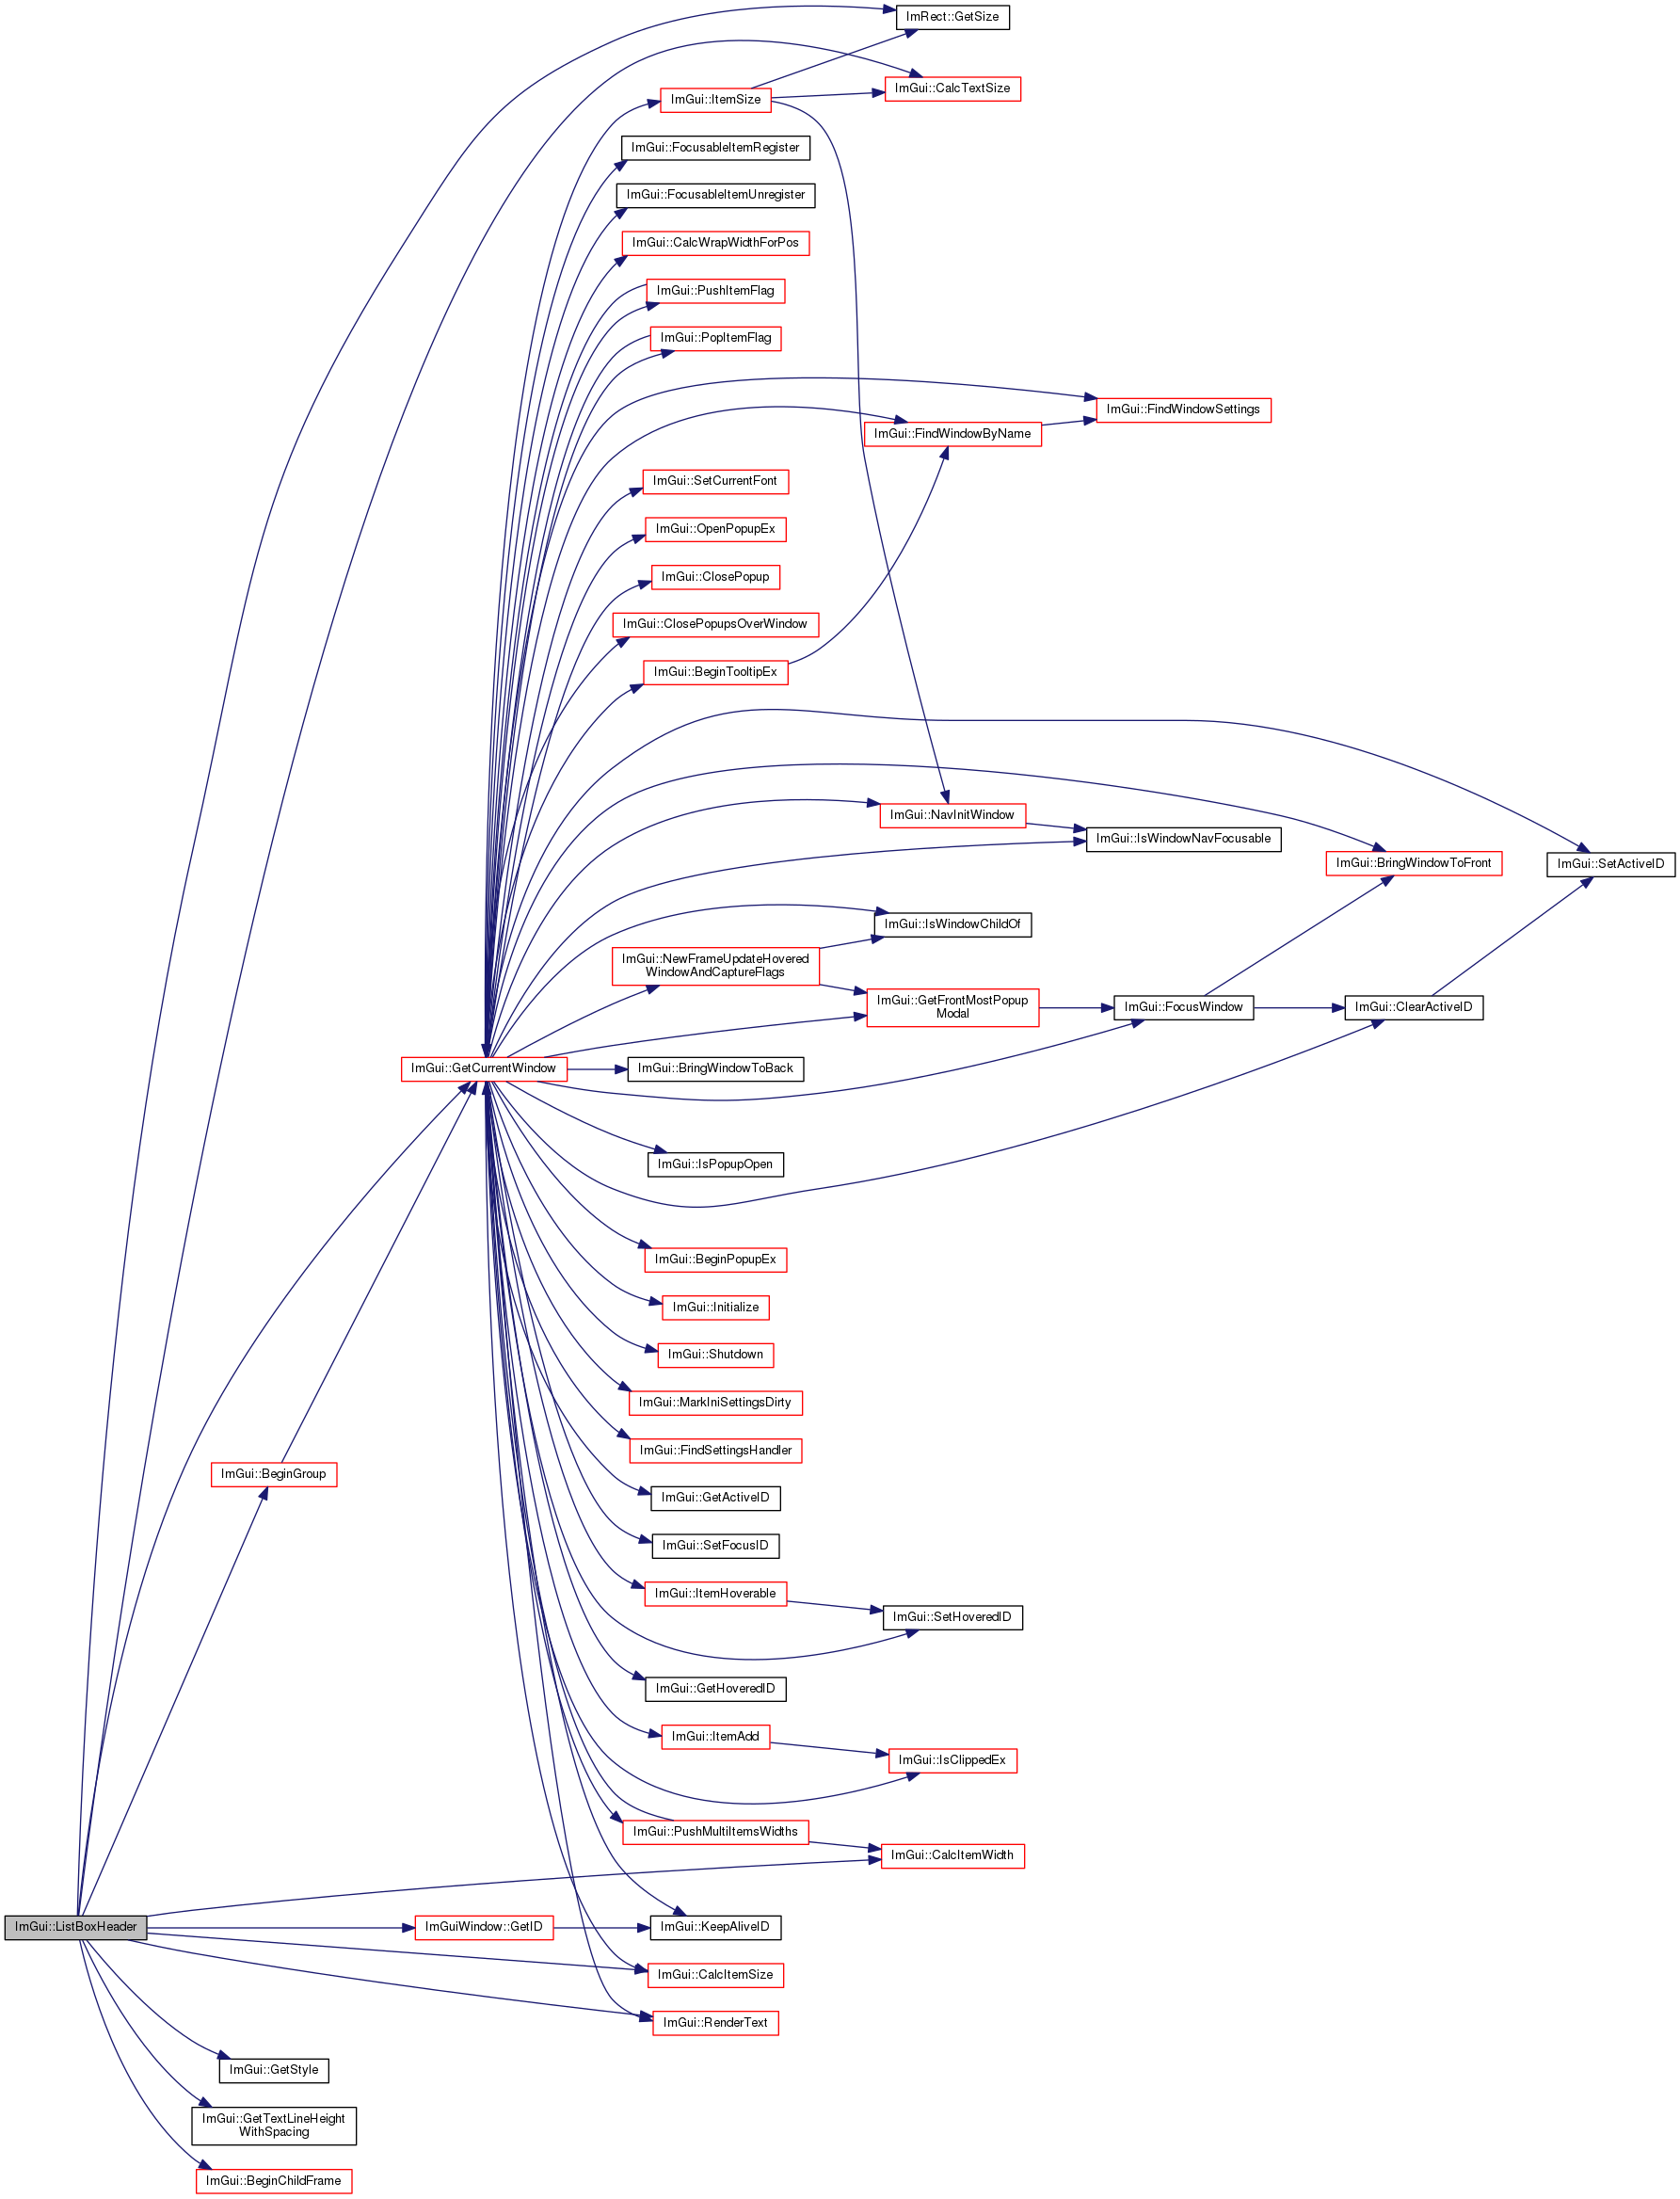 ImRect::GetSize
ImGui::CalcTextSize
ImGui::ItemSize
ImGui::FocusableItemRegister
ImGui::FocusableItemUnregister
ImGui::CalcWrapWidthForPos
ImGui::PushItemFlag
ImGui::PopItemFlag
ImGui::FindWindowSettings
ImGui::FindWindowByName
ImGui::SetCurrentFont
ImGui::OpenPopupEx
ImGui::ClosePopup
ImGui::ClosePopupsOverWindow
ImGui::BeginTooltipEx
ImGui::NavInitWindow
ImGui::IsWindowNavFocusable
ImGui::BringWindowToFront
ImGui::SetActiveID
ImGui::IsWindowChildOf
ImGui::NewFrameUpdateHovered
WindowAndCaptureFlags
ImGui::GetFrontMostPopup
Modal
ImGui::FocusWindow
ImGui::ClearActiveID
ImGui::GetCurrentWindow
ImGui::BringWindowToBack
ImGui::IsPopupOpen
ImGui::BeginPopupEx
ImGui::Initialize
ImGui::Shutdown
ImGui::MarkIniSettingsDirty
ImGui::FindSettingsHandler
ImGui::BeginGroup
ImGui::GetActiveID
ImGui::SetFocusID
ImGui::ItemHoverable
ImGui::SetHoveredID
ImGui::GetHoveredID
ImGui::ItemAdd
ImGui::IsClippedEx
ImGui::PushMultiItemsWidths
ImGui::CalcItemWidth
ImGui::ListBoxHeader
ImGuiWindow::GetID
ImGui::KeepAliveID
ImGui::CalcItemSize
ImGui::RenderText
ImGui::GetStyle
ImGui::GetTextLineHeight
WithSpacing
ImGui::BeginChildFrame